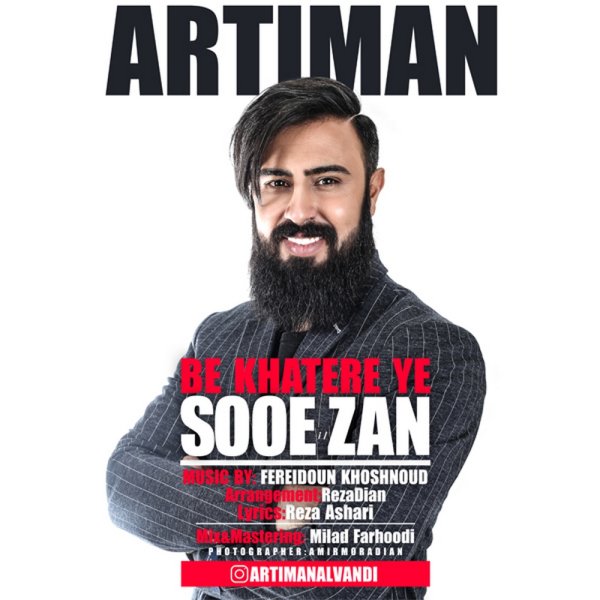 ARTIMAN
BE KHATERE YE
SOOE ZAN
MUSIC BY: FEREIDOUN KHOSHNOUD
Arrangement:RezaDian
Lyrics:Reza Ashari
Mix&Mastering: Milad Farhoodi
PHOTOGRAPHER:AMIRMORADIAN
ARTIMANALVANDI